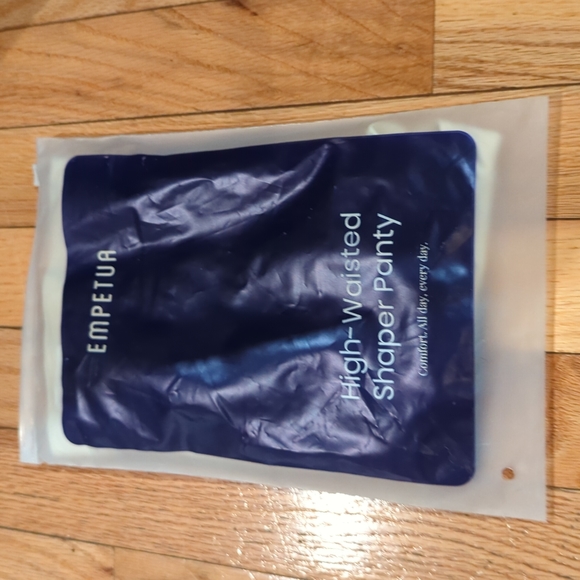 EMPETUA
High-Waisted
Shaper Panty
Comfort. All day, every day.